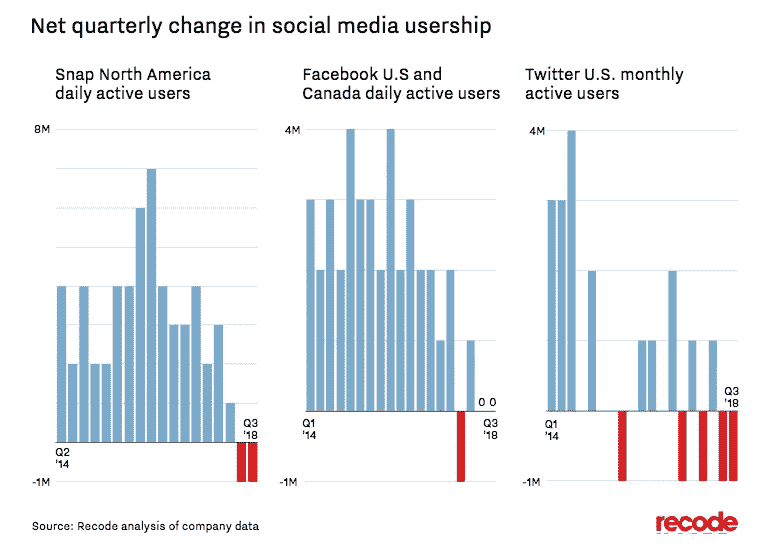 Net quarterly change in social media usership
Snap North America
daily active users
Facebook U.S and
Canada daily active users
Twitter U.S. monthly
active users
8M
4M
4M
0 0
Q3
'18
Q2
'14
Q3
'18
Q1
'14
Q3
'18
Q1
'14
-1M
-1M
-1M
Source: Recode analysis of company data
recode